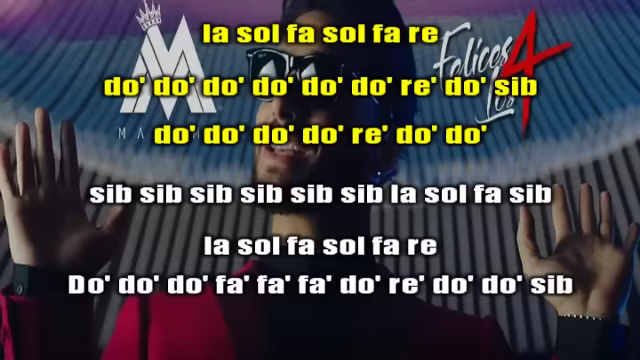 la sol fa sol fa re
Felices
Los 4
do' do' do' do' do' do' re' do' sib
do' do' do' do' re' do' do'
sib sib sib sib sib sib la sol fa sib
la sol fa sol fa re
Do' do' do' fa' fa' fa' do' re' do' do' sib